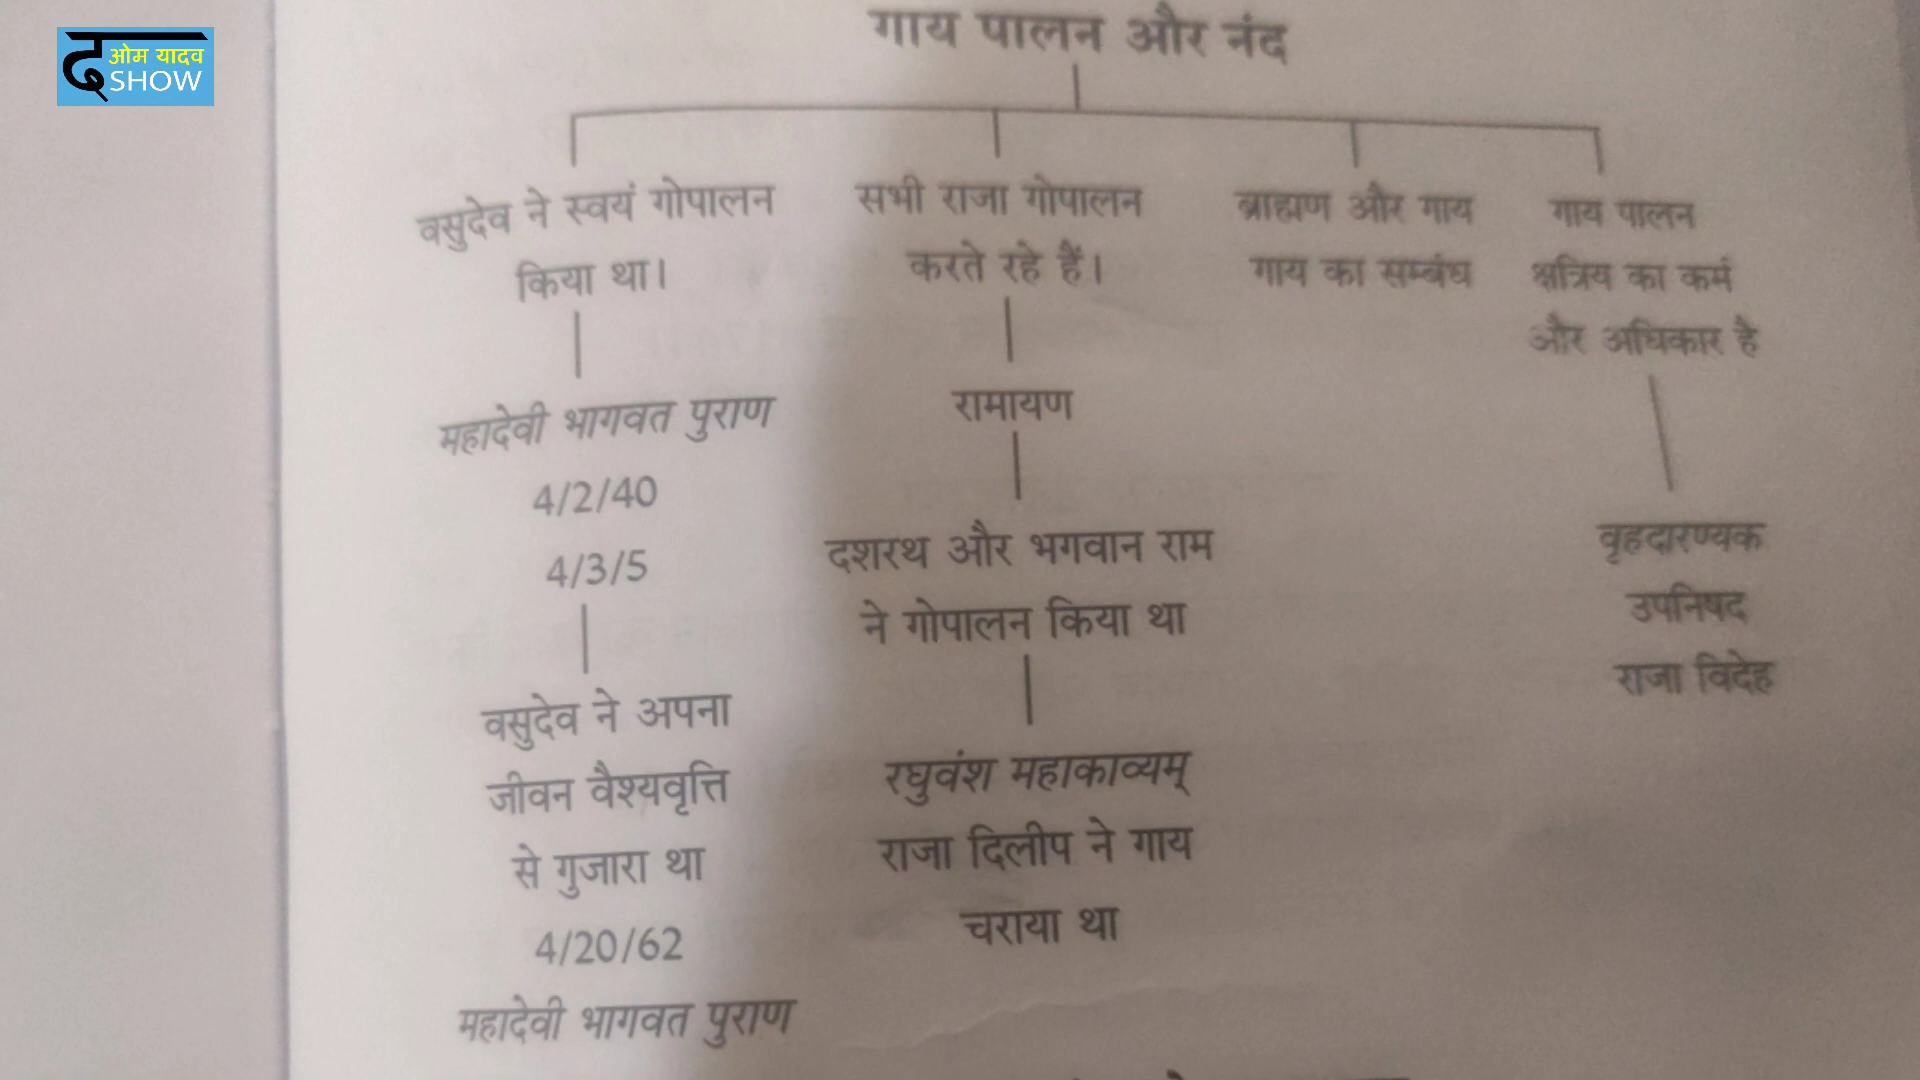 द ओम यादव
SHOW
गाय पालन और नंद
वसुदेव ने स्वयं गोपालन
किया था।
महादेवी भागवत पुराण
4/2/40
4/3/5
वसुदेव ने अपना
जीवन वैश्यवृत्ति
से गुजारा था
4/20/62
महादेवी भागवत पुराण
सभी राजा गोपालन
करते रहे हैं।
रामायण
दशरथ और भगवान राम
ने गोपालन किया था
रघुवंश महाकाव्यम्
राजा दिलीप ने गाय
चराया था
ब्राह्मण और गाय
गाय का सम्बंध
गाय पालन
क्षत्रिय का कर्म
और अधिकार है
वृहदारण्यक
उपनिषद
राजा विदेह